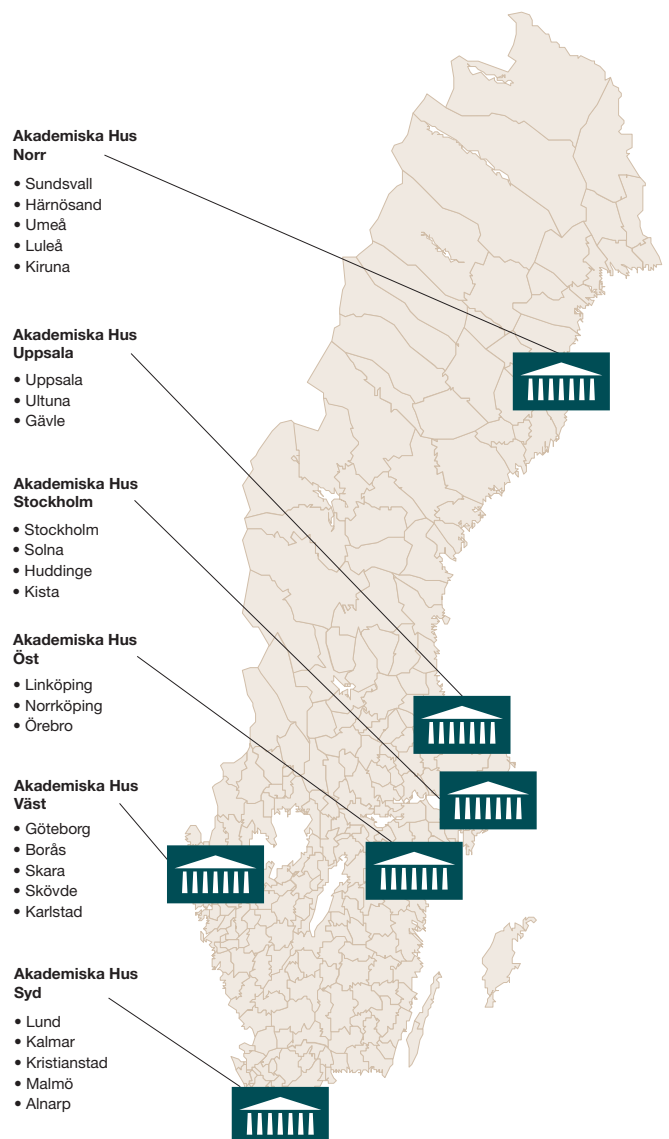 Akademiska Hus
Norr
• Sundsvall
• Härnösand
• Umeå
• Luleå
• Kiruna
Akademiska Hus
Uppsala
• Uppsala
• Ultuna
• Gävle
Akademiska Hus
Stockholm
• Stockholm
• Solna
• Huddinge
• Kista
Akademiska Hus
Öst
• Linköping
• Norrköping
• Örebro
Akademiska Hus
Väst
• Göteborg
• Borås
• Skara
• Skövde
• Karlstad
Akademiska Hus
Syd
• Lund
• Kalmar
• Kristianstad
• Malmö
• Alnarp